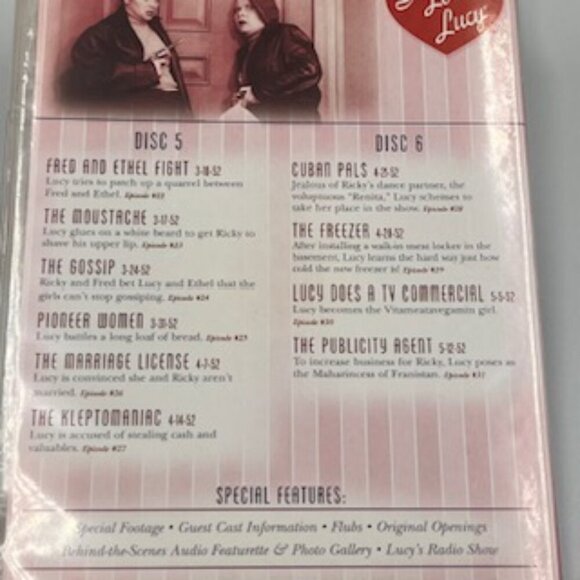 Lucy
DISC 5
FRED AND ETHEL FIGHT 3-10-52
Lucy tries to patch up a quarrel between
Fred and Ethel. Episode #22
THE MOUSTACHE 3-17-52
Lucy glues on a white beard to get Ricky to
shave his upper lip. Episode #23
THE GOSSIP 3-24-52
Ricky and Fred bet Lucy and Ethel that the
girls can't stop gossiping. Episode #24
PIONEER WOMEN 3-31-52
Lucy battles a long loaf of bread. Episode #25
THE MARRIAGE LICENSE 4-7-52
Lucy is convinced she and Ricky aren't
married. Episode #26
THE KLEPTOMANIAC 4-14-52
Lucy is accused of stealing cash and
valuables. Episode #27
DISC 6
CUBAN PALS 4-21-52
Jealous of Ricky's dance partner, the
voluptuous "Renita," Lucy schemes to
take her place in the show. Episode #28
THE FREEZER 4-28-52
After installing a walk-in meat locker in the
basement, Lucy learns the hard way just how
cold the new freezer is! Episode #29
LUCY DOES A TV COMMERCIAL 5-5-52
Lucy becomes the Vitameatavegamin girl.
Episode #30
THE PUBLICITY AGENT 5-12-52
To increase business for Ricky, Lucy poses as
the Maharincess of Franistan. Episode #31
SPECIAL FEATURES:
Special Footage • Guest Cast Information • Flubs • Original Openings
Behind-the-Scenes Audio Featurette & Photo Gallery • Lucy's Radio Show